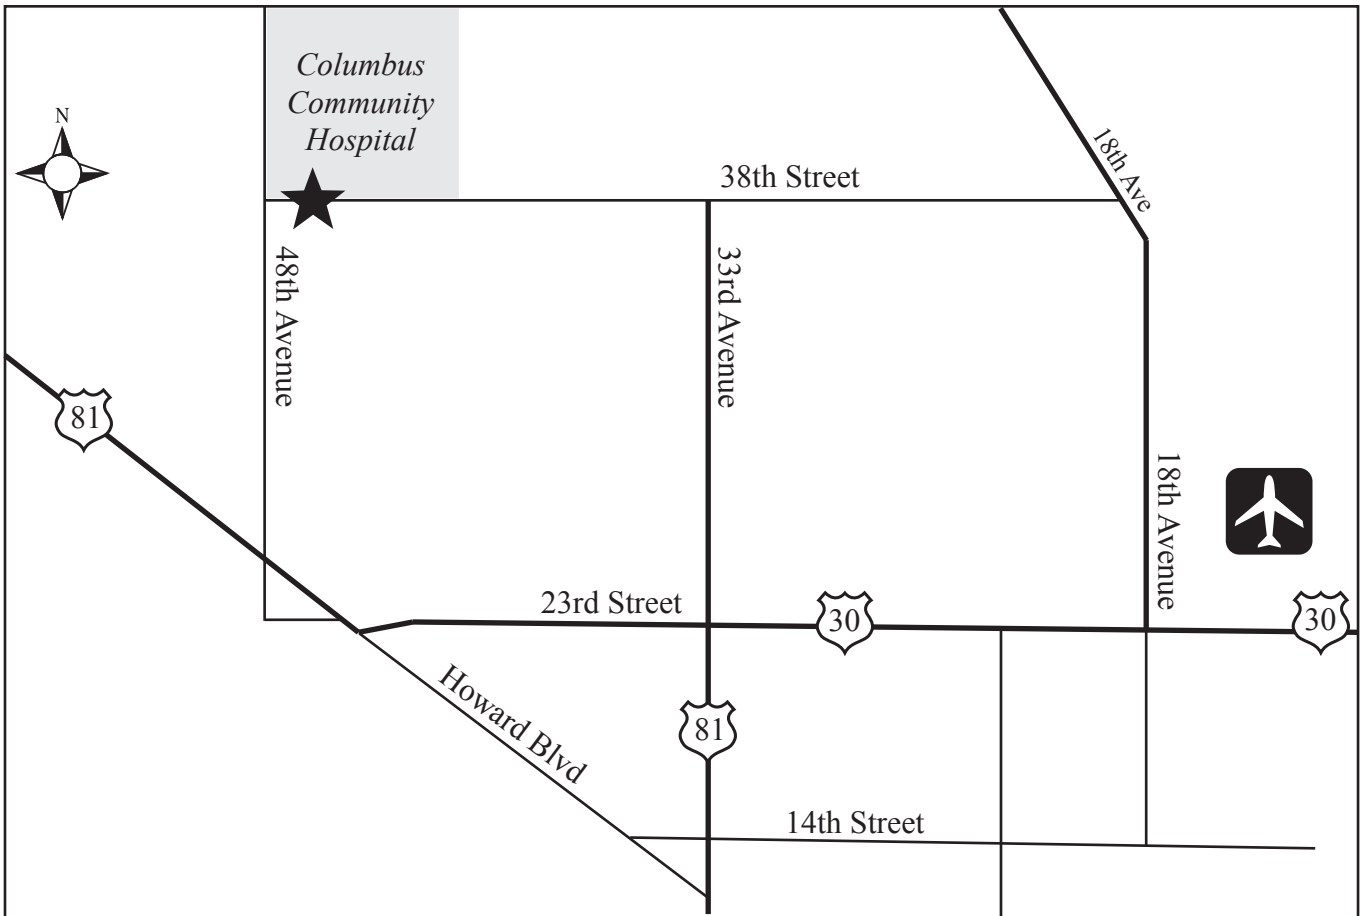 Columbus
Community
Hospital
N
18th Ave
38th Street
48th Avenue
33rd Avenue
81
18th Avenue
23rd Street
30
30
Howard Blvd
81
14th Street